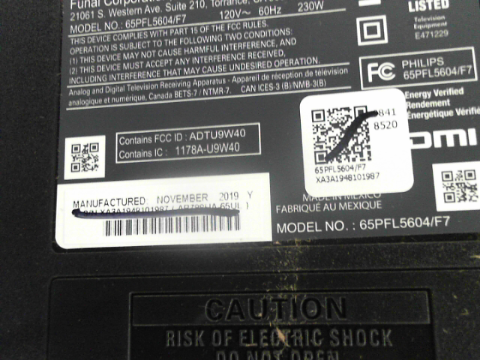 Funai Corporation
21061 S. Western Ave. Suite 210, Torrance,
MODEL NO.: 65PFL5604/F7 120V~ 60Hz 230W
THIS DEVICE COMPLIES WITH PART 15 OF THE FCC RULES.
OPERATION IS SUBJECT TO THE FOLLOWING TWO CONDITIONS:
(1) THIS DEVICE MAY NOT CAUSE HARMFUL INTERFERENCE, AND
(2) THIS DEVICE MUST ACCEPT ANY INTERFERENCE RECEIVED,
INCLUDING INTERFERENCE THAT MAY CAUSE UNDESIRED OPERATION.
Analog and Digital Television Receiving Apparatus - Appareil de réception de télévision
analogique et numérique, Canada BETS-7 / NTMR-7. CAN ICES-3 (B)/NMB-3(B)
LISTED
Television
Equipment
E471229
FC PHILIPS
65PFL5604/F7
Energy Verified
Rendement
Énergétique Vérifié
Contains FCC ID : ADTU9W40
Contains IC : 1178A-U9W40
841
8520
65PFL5604/F7
XA3A1948101987
HDMI
MANUFACTURED: NOVEMBER 2019 Y
XA3A1948101987
MADE IN MEXICO
FABRIQUÉ AU MEXIQUE
MODEL NO. : 65PFL5604/F7
CAUTION
RISK OF ELECTRIC SHOCK
DO NOT OPEN